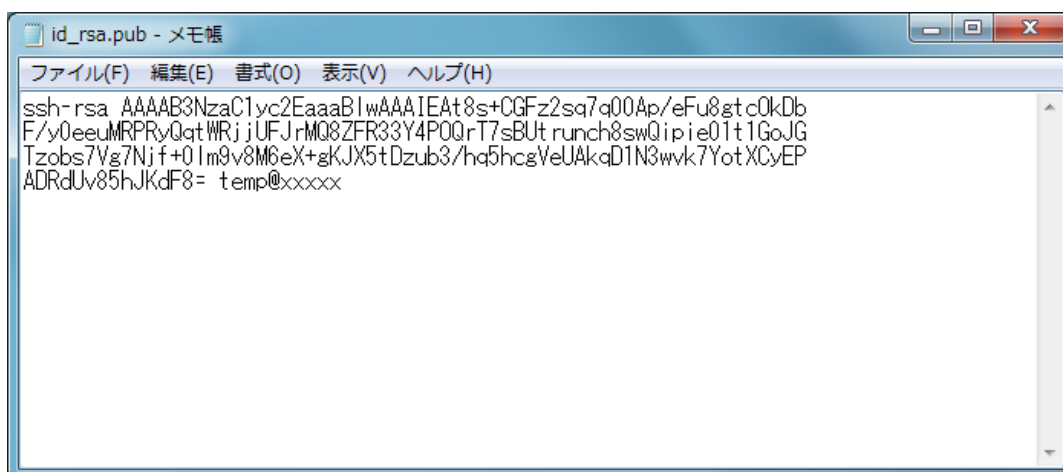 id_rsa.pub - メモ帳
ファイル(F) 編集(E) 書式(O) 表示(V) ヘルプ(H)
ssh-rsa AAAAB3NzaC1yc2EaaaBIwAAAIEAt8s+CGFz2sq7q00Ap/eFu8gtc0kDb
F/y0eeuMRPRyQqtWRjjUFJrMQ8ZFR33Y4P0QrT7sBUtrunch8swQipie01t1GoJG
Tzobs7Vg7Njf+0Im9v8M6eX+gKJX5tDzub3/hq5hcgVeUAkqD1N3wvk7YotXCyEP
ADRdUv85hJKdF8= temp@xxxxx